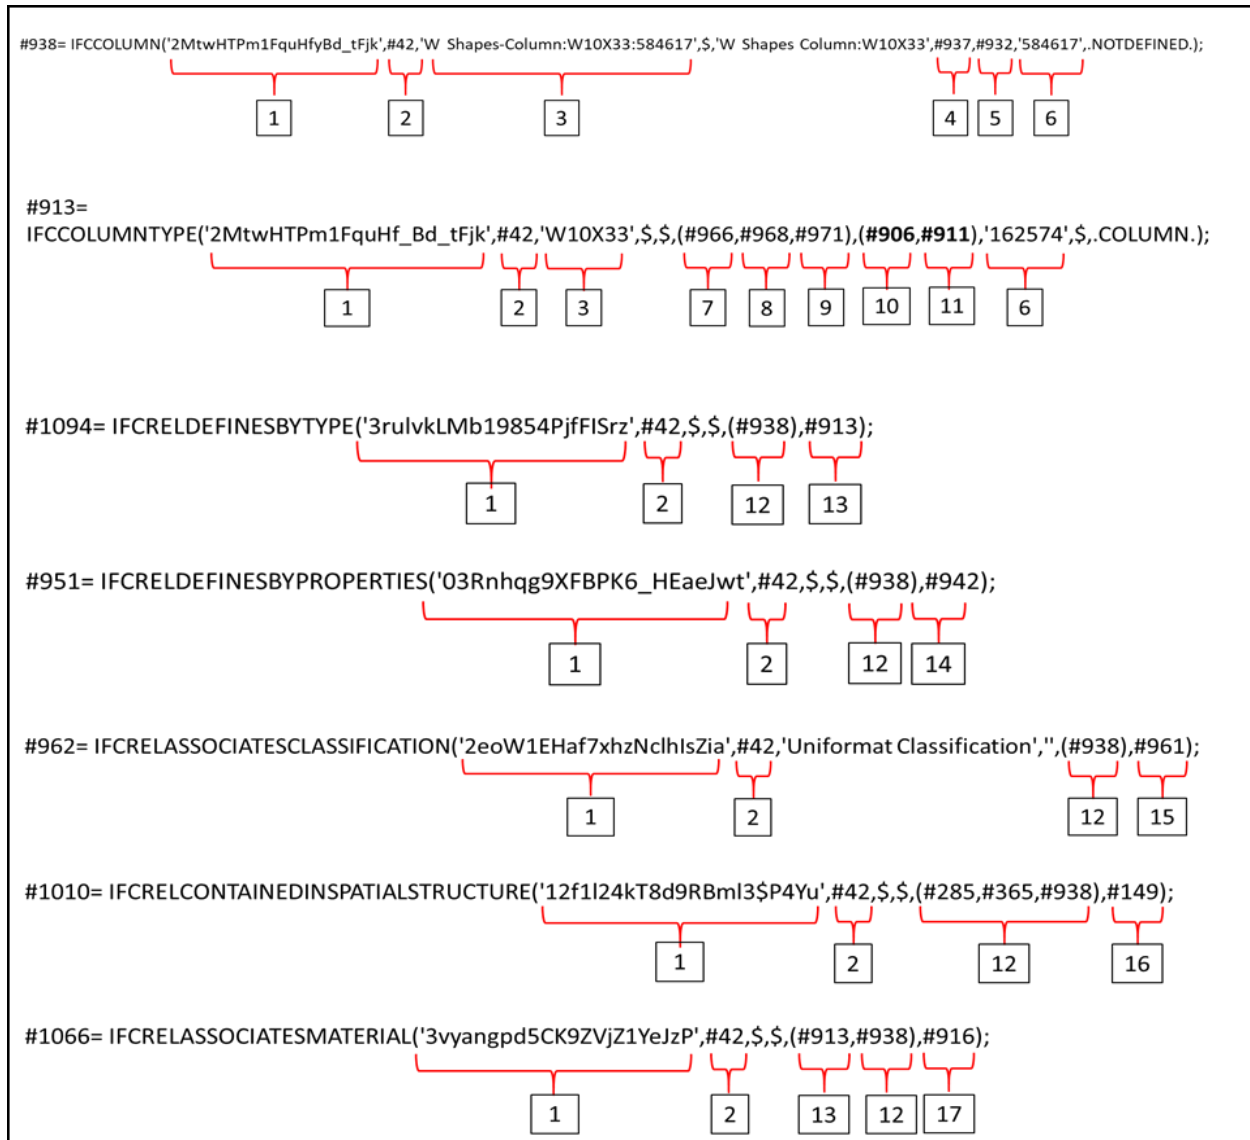 #938= IFCCOLUMN('2MtwHTPm1FquHfyBd_tFjk',#42,'W Shapes-Column:W10X33:584617',$,'W Shapes Column:W10X33',#937,#932,'584617',.NOTDEFINED.);
1 2 3 4 5 6
#913=
IFCCOLUMNTYPE('2MtwHTPm1FquHf_Bd_tFjk',#42,'W10X33',$,$,(#966,#968,#971),(#906,#911),'162574',$,.COLUMN.);
1 2 3 7 8 9 10 11 6
#1094= IFCRELDEFINESBYTYPE('3rulvkLMb19854PjfFISrz',#42,$,$,(#938),#913);
1 2 12 13
#951= IFCRELDEFINESBYPROPERTIES('03Rnhqg9XFBPK6_HEaeJwt',#42,$,$,(#938),#942);
1 2 12 14
#962= IFCRELASSOCIATESCLASSIFICATION('2eoW1EHaf7xhzNclhIsZia',#42,'Uniformat Classification','',(#938),#961);
1 2 12 15
#1010= IFCRELCONTAINEDINSPATIALSTRUCTURE('12f1l24kT8d9RBml3$P4Yu',#42,$,$,(#285,#365,#938),#149);
1 2 12 16
#1066= IFCRELASSOCIATESMATERIAL('3vyangpd5CK9ZVjZ1YeJzP',#42,$,$,(#913,#938),#916);
1 2 13 12 17